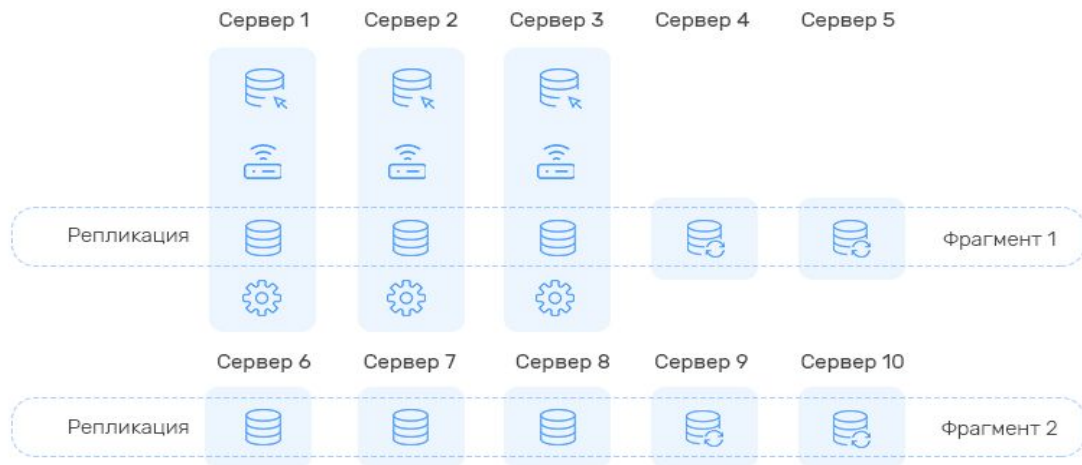 Сервер 1 Сервер 2 Сервер 3 Сервер 4 Сервер 5
Репликация Фрагмент 1
Сервер 6 Сервер 7 Сервер 8 Сервер 9 Сервер 10
Репликация Фрагмент 2